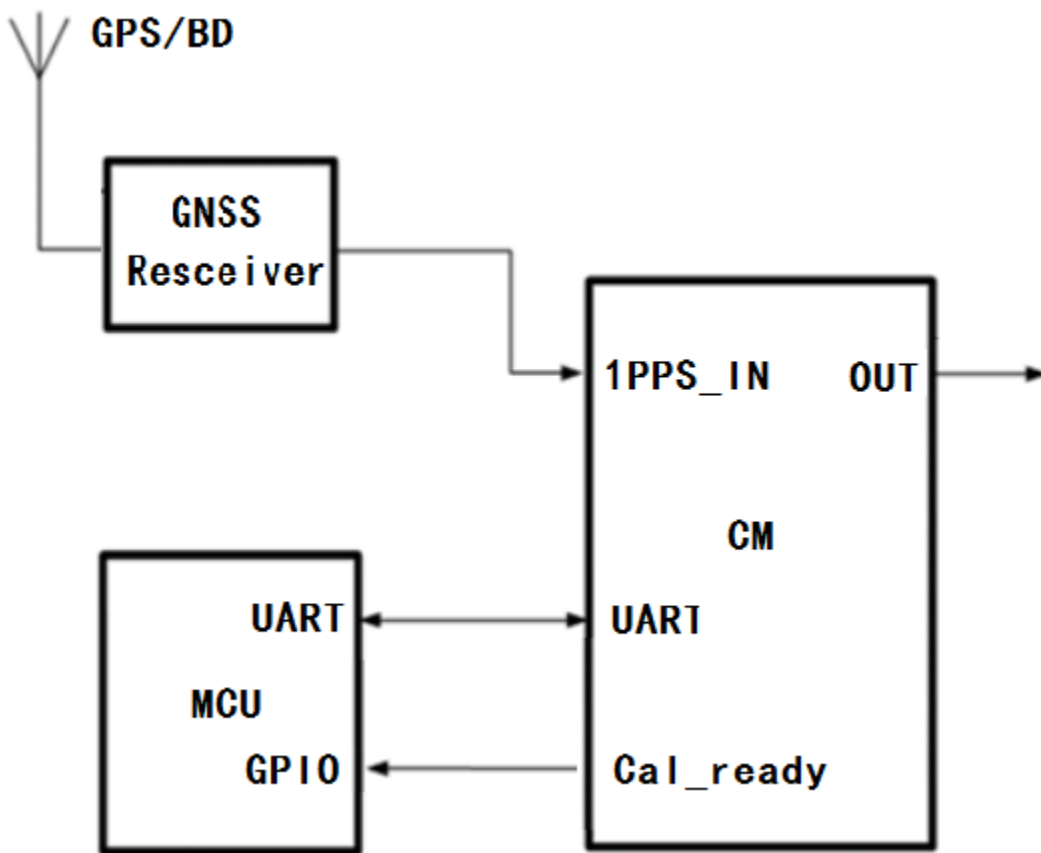 GPS/BD
GNSS
Resceiver
1PPS_IN
OUT
CM
UART
UART
MCU
GPIO
Cal_ready